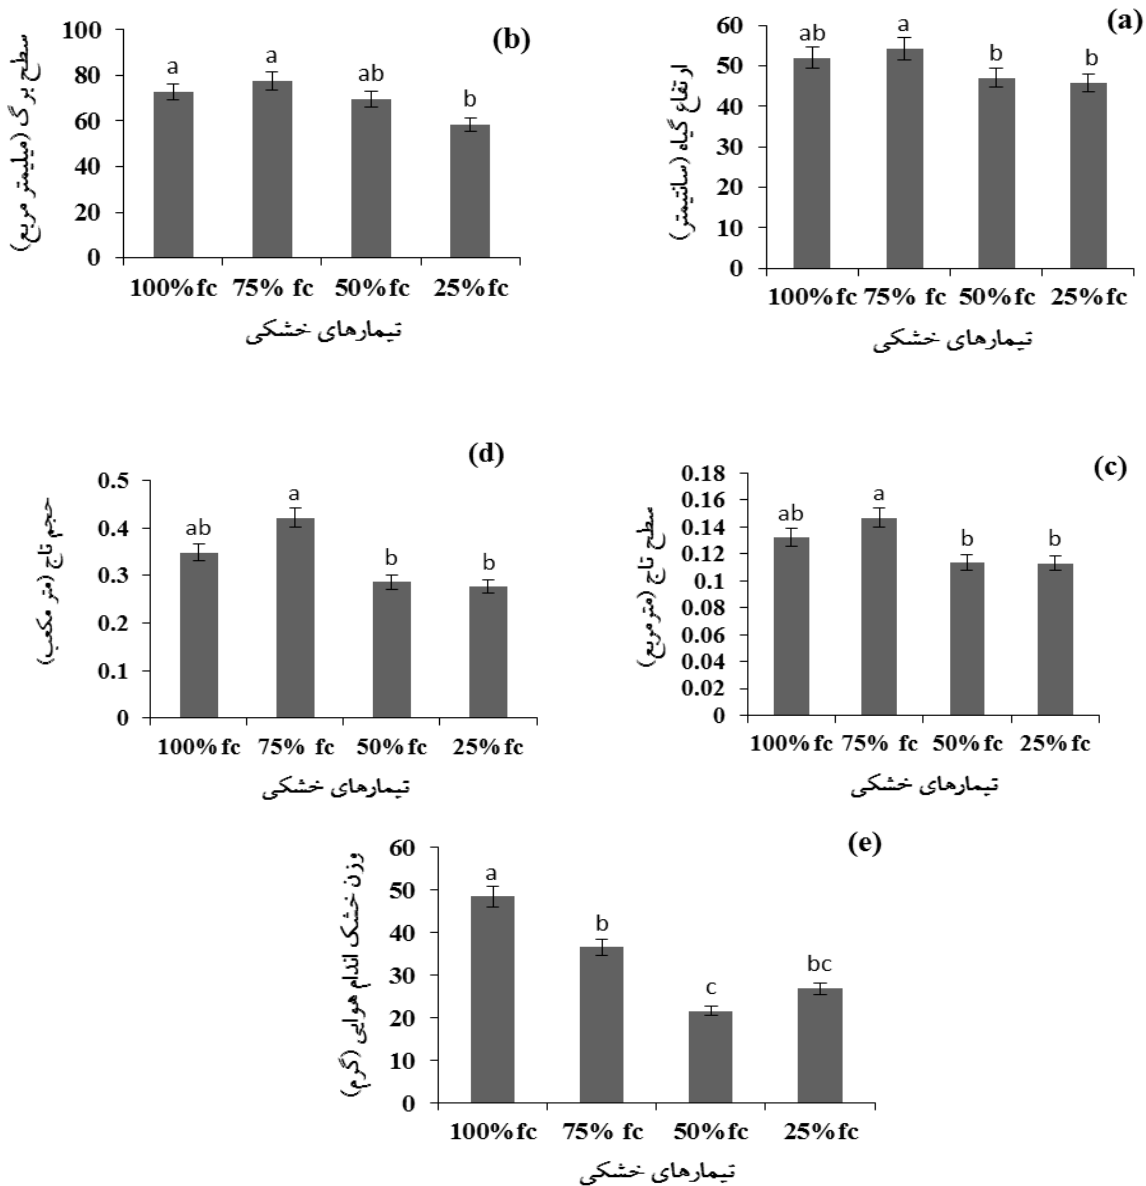 (b)
سطح برگ (میلیمتر مربع)
100
80
60
40
20
0
a
a
ab
b
100%fc 75% fc 50%fc 25%fc
تیمارهای خشکی
(a)
ارتفاع گیاه (سانتیمتر)
60
50
40
30
20
10
0
ab
a
b
b
100%fc 75% fc 50%fc 25%fc
تیمارهای خشکی
(d)
حجم تاج (متر مکعب)
0.5
0.4
0.3
0.2
0.1
0
ab
a
b
b
100%fc 75% fc 50%fc 25%fc
تیمارهای خشکی
(c)
سطح تاج (مترمربع)
0.18
0.16
0.14
0.12
0.1
0.08
0.06
0.04
0.02
0
ab
a
b
b
100%fc 75% fc 50%fc 25%fc
تیمارهای خشکی
(e)
وزن خشک اندام هوایی (گرم)
60
50
40
30
20
10
0
a
b
c
bc
100%fc 75% fc 50%fc 25%fc
تیمارهای خشکی